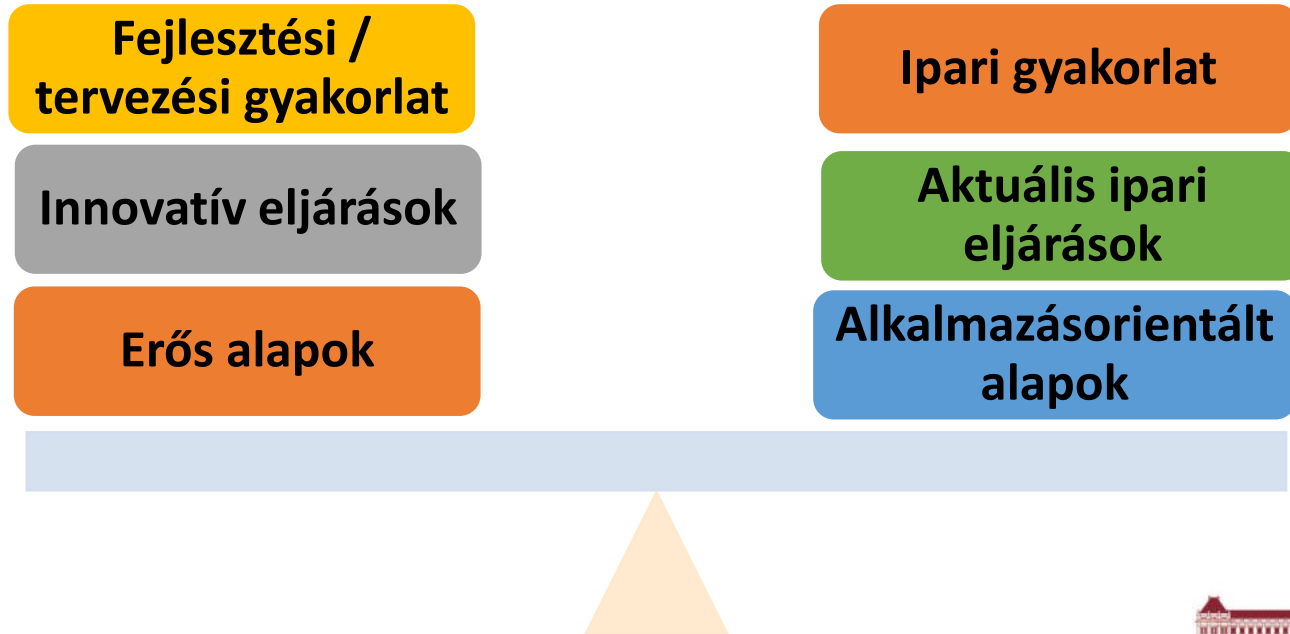 Fejlesztési /
tervezési gyakorlat
Innovatív eljárások
Erős alapok
Ipari gyakorlat
Aktuális ipari
eljárások
Alkalmazásorientált
alapok